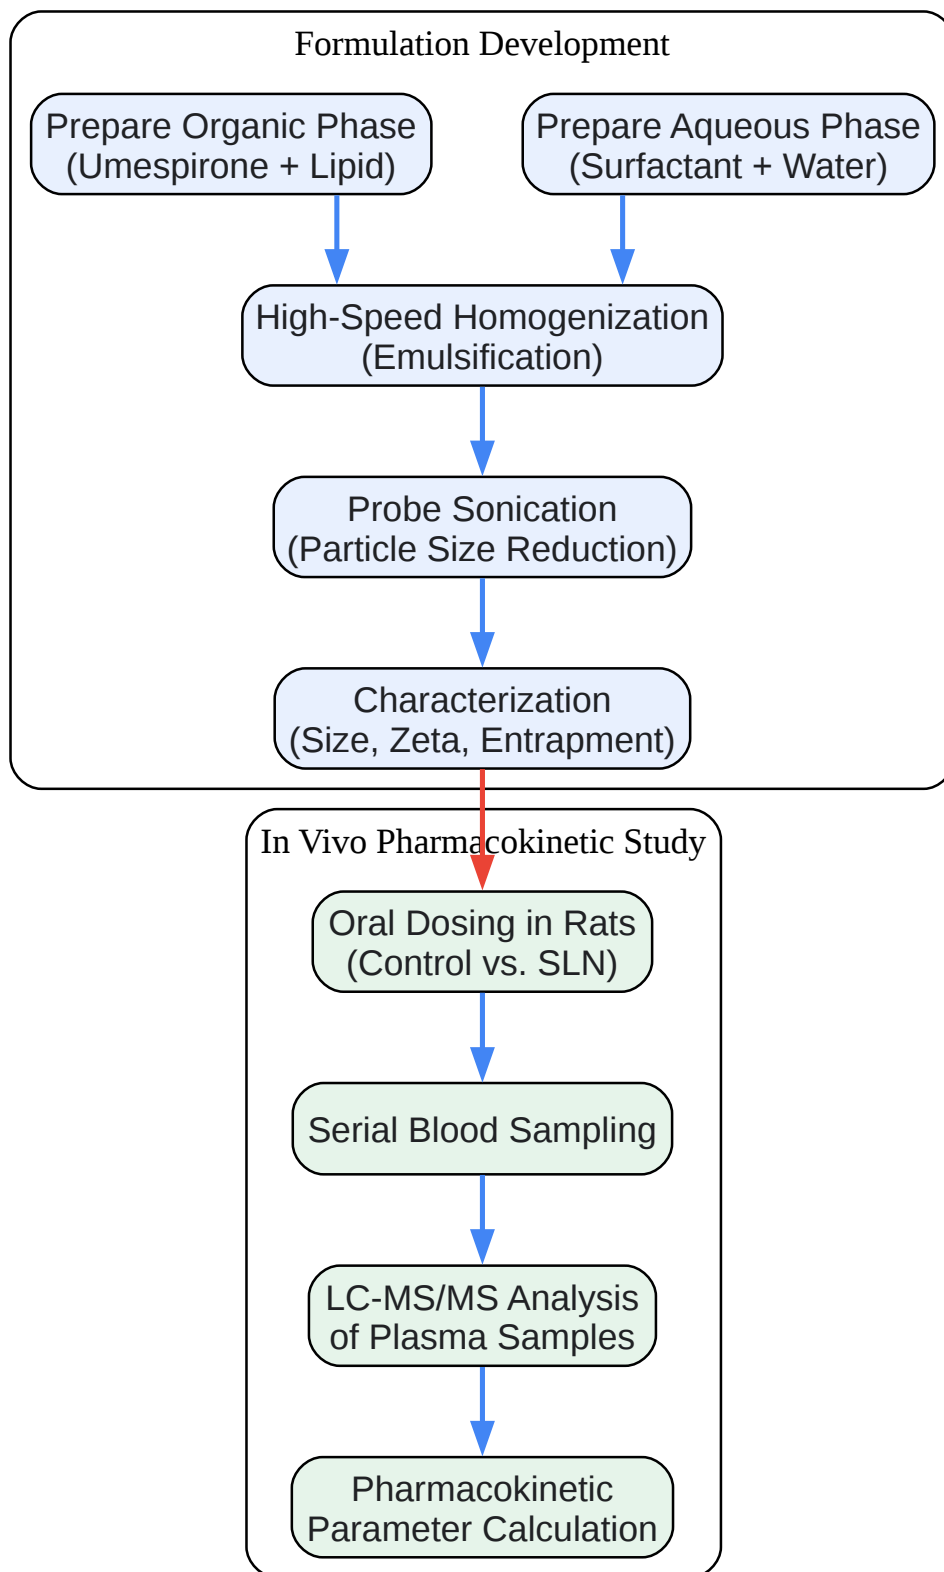 Formulation Development
Prepare Organic Phase
(Umespirone + Lipid)
Prepare Aqueous Phase
(Surfactant + Water)
High-Speed Homogenization
(Emulsification)
Probe Sonication
(Particle Size Reduction)
Characterization
(Size, Zeta, Entrapment)
In Vivo Pharmacokinetic Study
Oral Dosing in Rats
(Control vs. SLN)
Serial Blood Sampling
LC-MS/MS Analysis
of Plasma Samples
Pharmacokinetic
Parameter Calculation